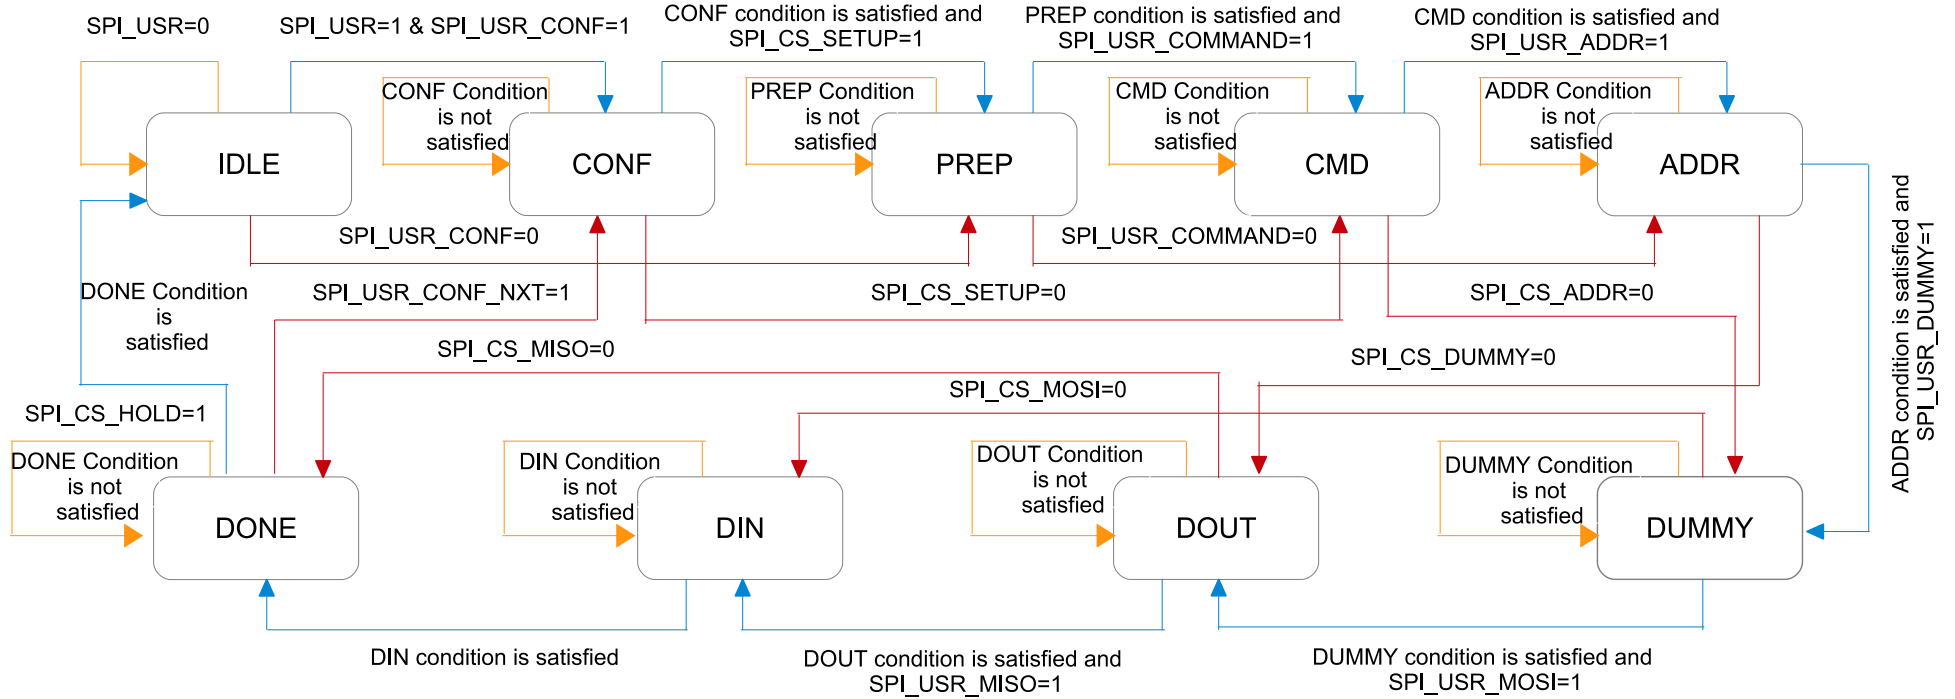 SPI_USR=0
SPI_USR=1 & SPI_USR_CONF=1
CONF condition is satisfied and
SPI_CS_SETUP=1
PREP condition is satisfied and
SPI_USR_COMMAND=1
CMD condition is satisfied and
SPI_USR_ADDR=1
CONF Condition
is not
satisfied
PREP Condition
is not
satisfied
CMD Condition
is not
satisfied
ADDR Condition
is not
satisfied
IDLE
CONF
PREP
CMD
ADDR
SPI_USR_CONF=0
SPI_USR_COMMAND=0
ADDR condition is satisfied and
SPI_USR_DUMMY=1
DONE Condition
is
satisfied
SPI_USR_CONF_NXT=1
SPI_CS_SETUP=0
SPI_CS_ADDR=0
SPI_CS_MISO=0
SPI_CS_DUMMY=0
SPI_CS_MOSI=0
SPI_CS_HOLD=1
DONE Condition
is not
satisfied
DIN Condition
is not
satisfied
DOUT Condition
is not
satisfied
DUMMY Condition
is not
satisfied
DONE
DIN
DOUT
DUMMY
DIN condition is satisfied
DOUT condition is satisfied and
SPI_USR_MISO=1
DUMMY condition is satisfied and
SPI_USR_MOSI=1